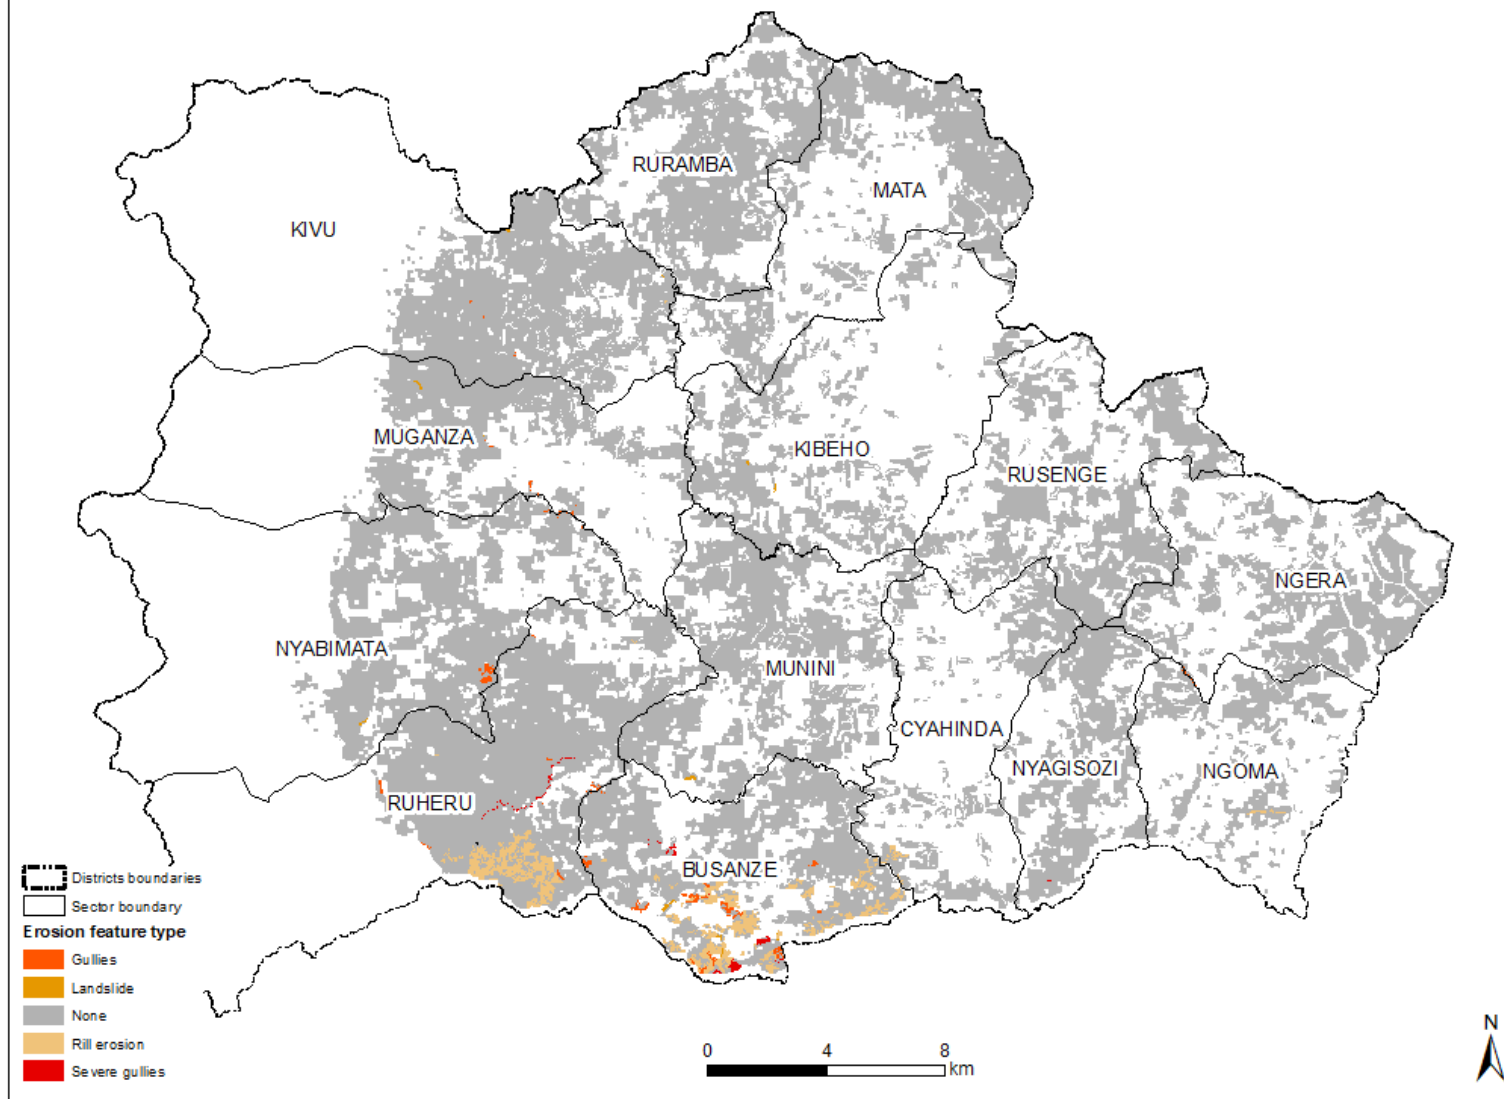 RURAMBA
MATA
KIVU
MUGANZA
KIBEHO
RUSENGE
NGERA
NYABIMATA
MUNINI
CYAHINDA
NYAGISOZI
NGOMA
RUHERU
BUSANZE
Districts boundaries
Sector boundary
Erosion feature type
Gullies
Landslide
None
Rill erosion
Severe gullies
0 4 8
km
N